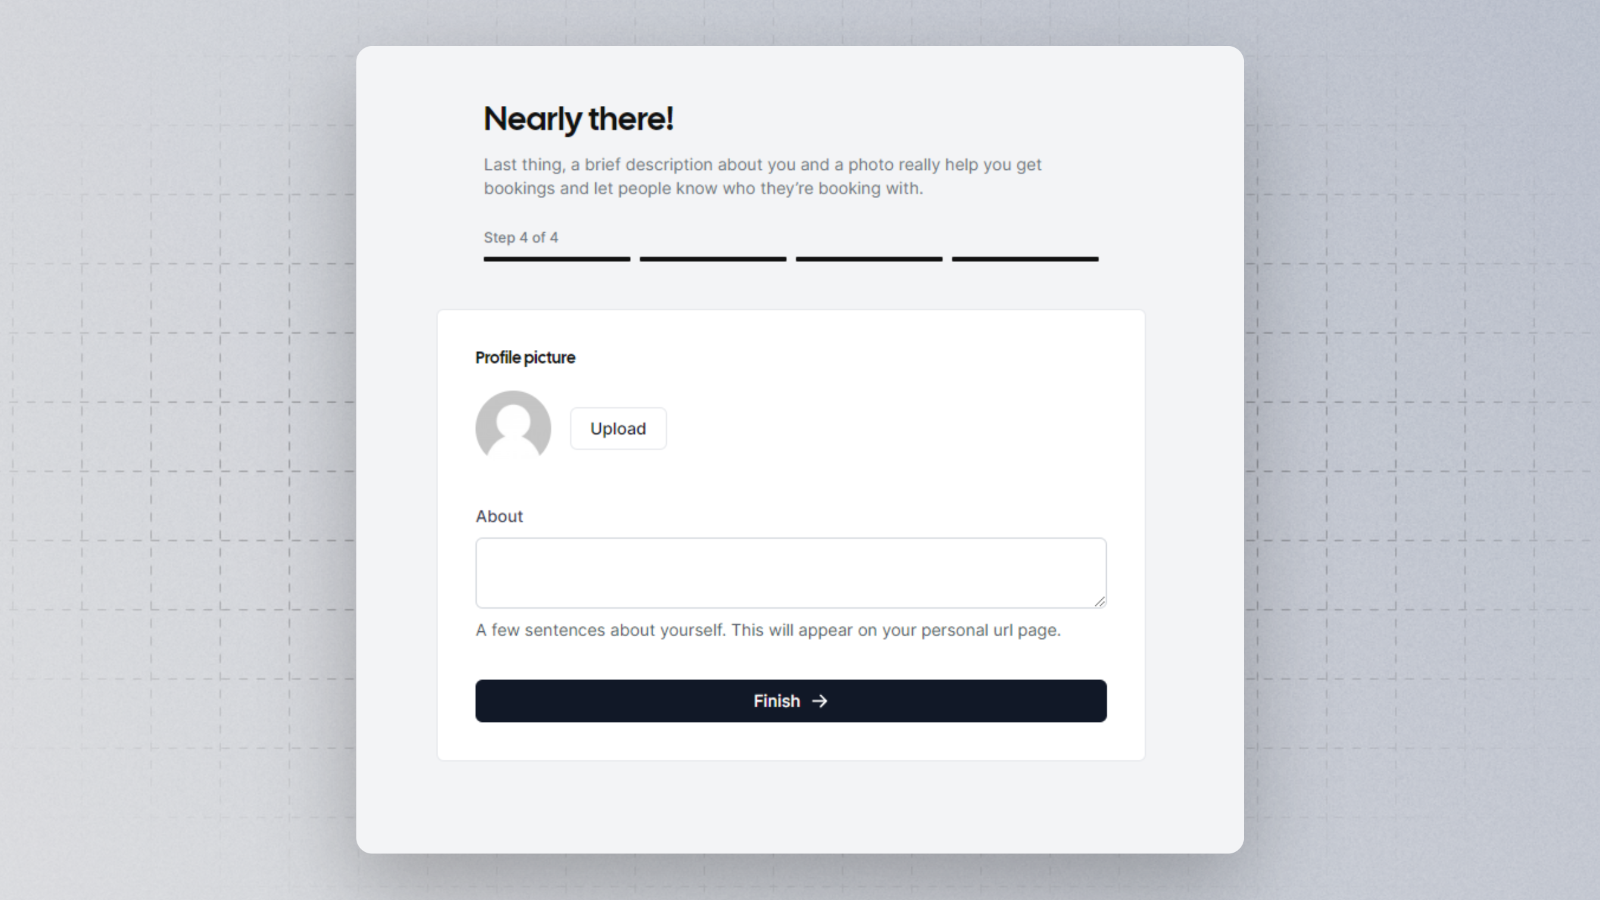 Nearly there!
Last thing, a brief description about you and a photo really help you get
bookings and let people know who they’re booking with.
Step 4 of 4
Profile picture
Upload
About
A few sentences about yourself. This will appear on your personal url page.
Finish →